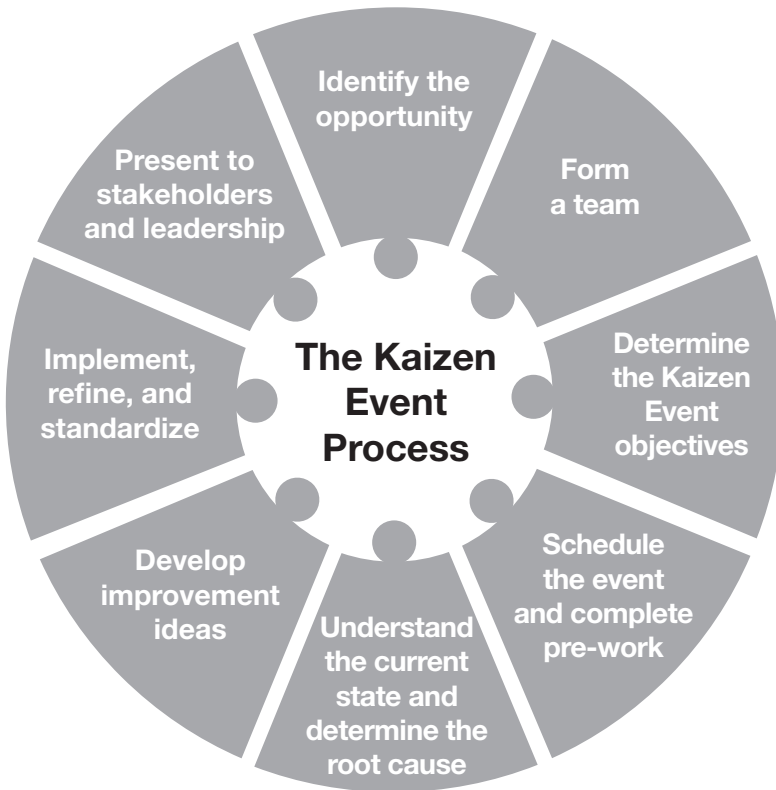 Identify the
opportunity
Form
a team
Determine
the Kaizen
Event
objectives
Schedule
the event
and complete
pre-work
Understand
the current
state and
determine the
root cause
Develop
improvement
ideas
Implement,
refine, and
standardize
Present to
stakeholders
and leadership
The Kaizen
Event
Process